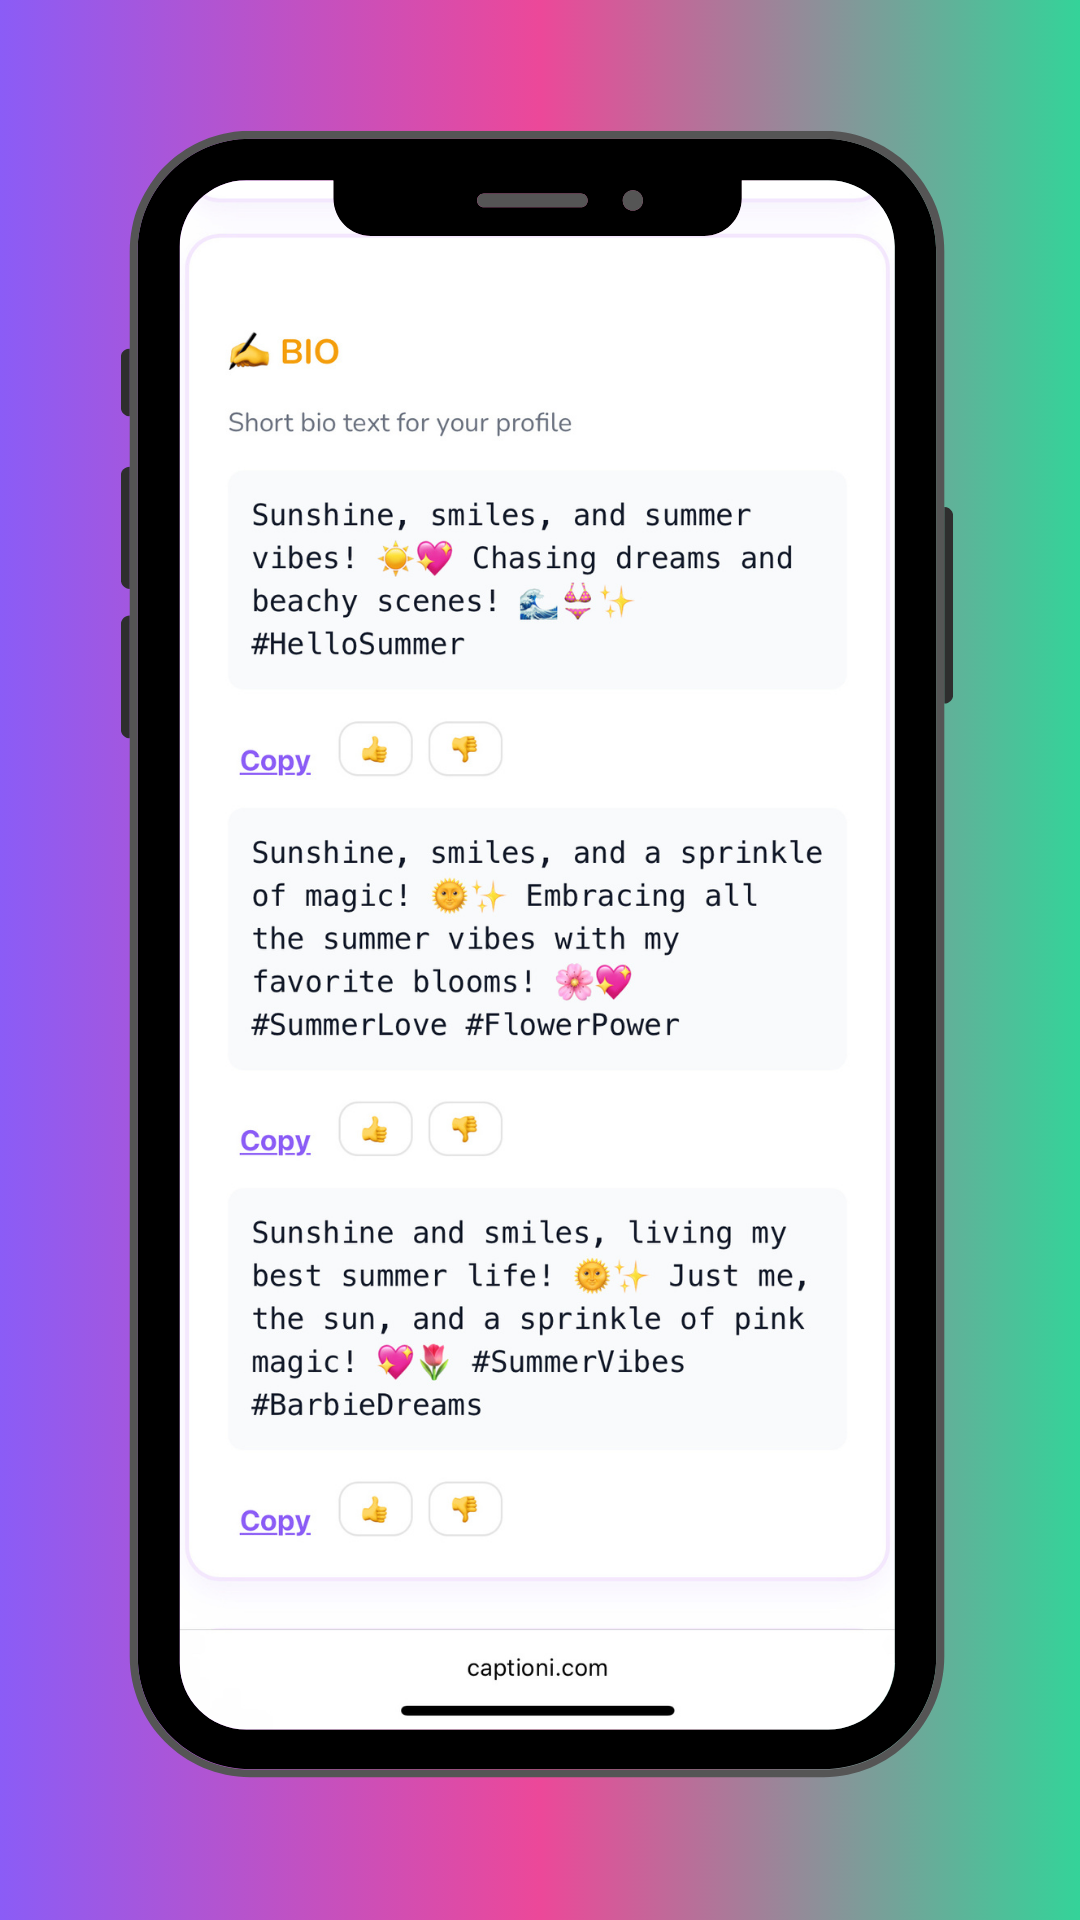 ✍️ BIO
Short bio text for your profile
Sunshine, smiles, and summer
vibes! ☀️💖 Chasing dreams and
beachy scenes! 🌊👙✨
#HelloSummer
Copy 👍 👎
Sunshine, smiles, and a sprinkle
of magic! 🌞✨ Embracing all
the summer vibes with my
favorite blooms! 🌸💖
#SummerLove #FlowerPower
Copy 👍 👎
Sunshine and smiles, living my
best summer life! 🌞✨ Just me,
the sun, and a sprinkle of pink
magic! 💖🌷 #SummerVibes
#BarbieDreams
Copy 👍 👎
captioni.com